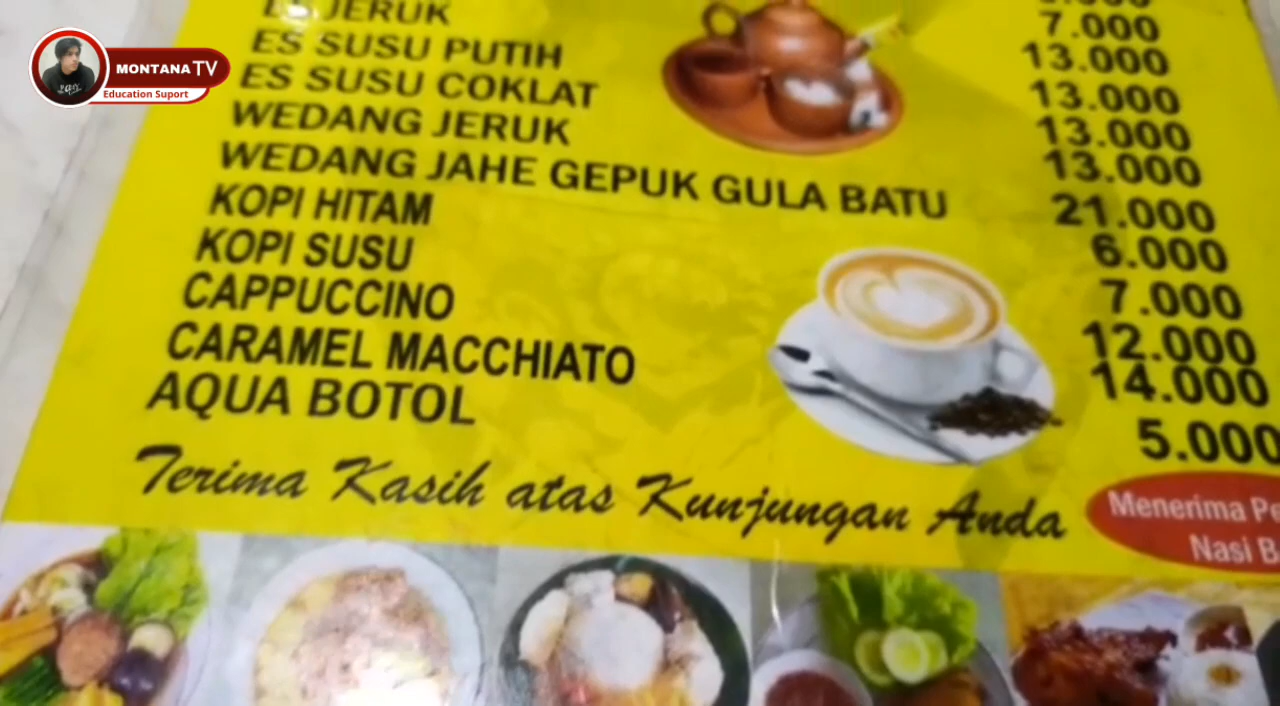 MONTANA TV
Education Suport
JERUK
7.000
ES SUSU PUTIH 13.000
ES SUSU COKLAT 13.000
WEDANG JERUK 13.000
13.000
WEDANG JAHE GEPUK GULA BATU 21.000
KOPI HITAM 6.000
KOPI SUSU 7.000
CAPPUCCINO 12.000
CARAMEL MACCHIATO 14.000
AQUA BOTOL 5.000
Terima Kasih atas Kunjungan Anda
Menerima
Nasi